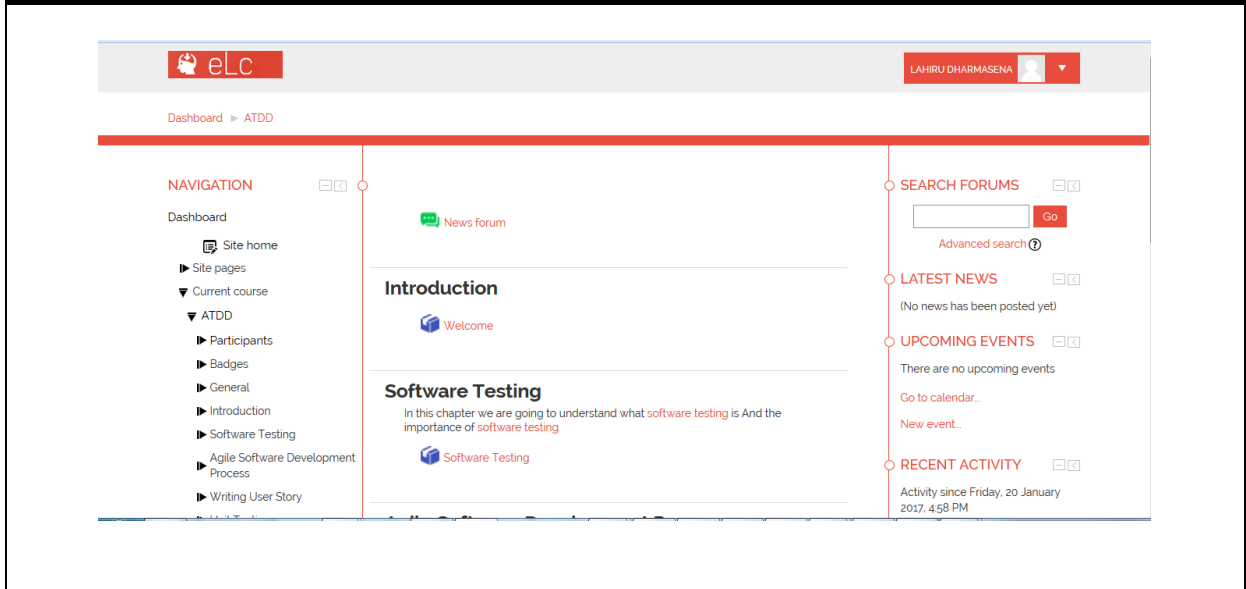 eLc
LAHIRU DHARMASENA
Dashboard ► ATDD
NAVIGATION
Dashboard
Site home
Site pages
Current course
ATDD
Participants
Badges
General
Introduction
Software Testing
Agile Software Development
Process
Writing User Story
News forum
Introduction
Welcome
Software Testing
In this chapter we are going to understand what software testing is And the
importance of software testing.
Software Testing
SEARCH FORUMS
Go
Advanced search
LATEST NEWS
(No news has been posted yet)
UPCOMING EVENTS
There are no upcoming events
Go to calendar...
New event...
RECENT ACTIVITY
Activity since Friday, 20 January
2017, 4:58 PM